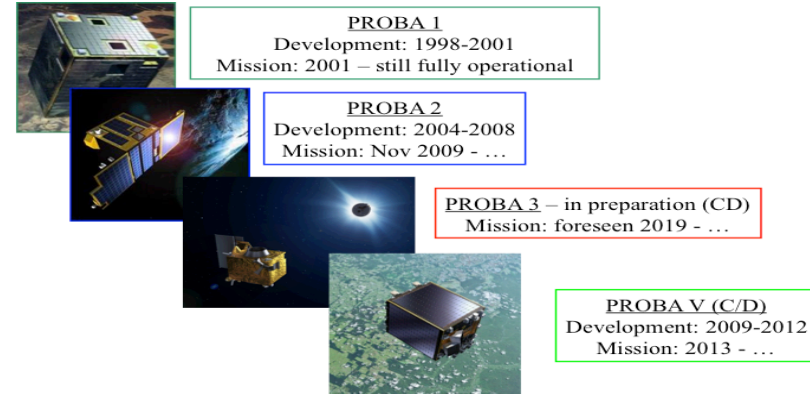 PROBA 1
Development: 1998-2001
Mission: 2001 – still fully operational
PROBA 2
Development: 2004-2008
Mission: Nov 2009 - …
PROBA 3 – in preparation (CD)
Mission: foreseen 2019 - …
PROBA V (C/D)
Development: 2009-2012
Mission: 2013 - …